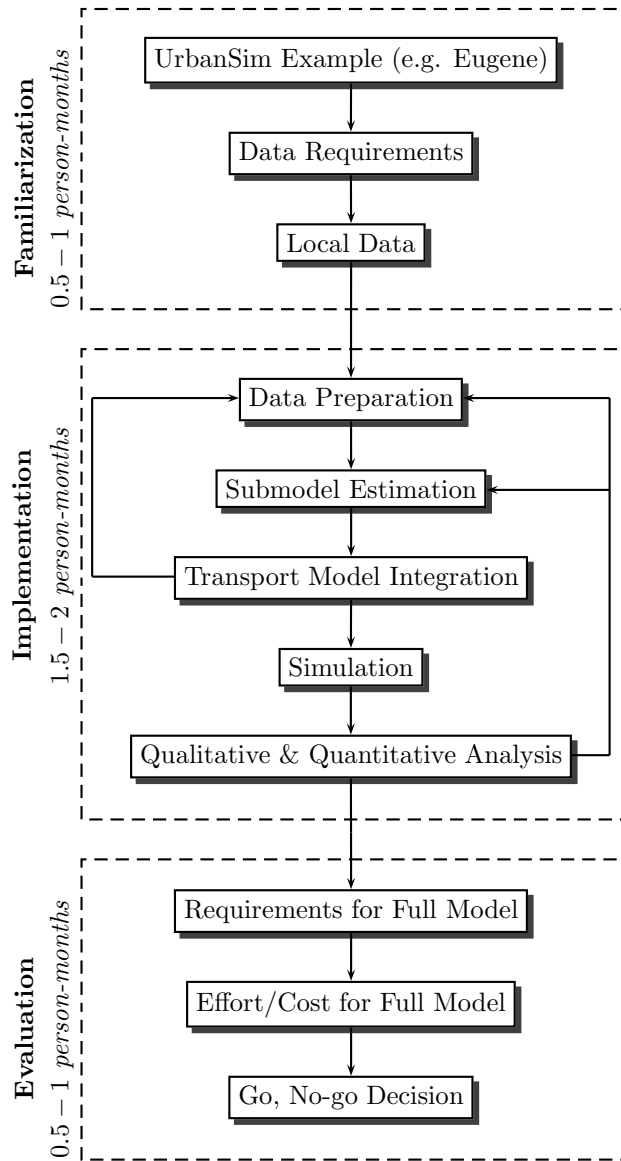 Familiarization
0.5 – 1 person-months
UrbanSim Example (e.g. Eugene)
Data Requirements
Local Data
Implementation
1.5 – 2 person-months
Data Preparation
Submodel Estimation
Transport Model Integration
Simulation
Qualitative & Quantitative Analysis
Evaluation
0.5 – 1 person-months
Requirements for Full Model
Effort/Cost for Full Model
Go, No-go Decision